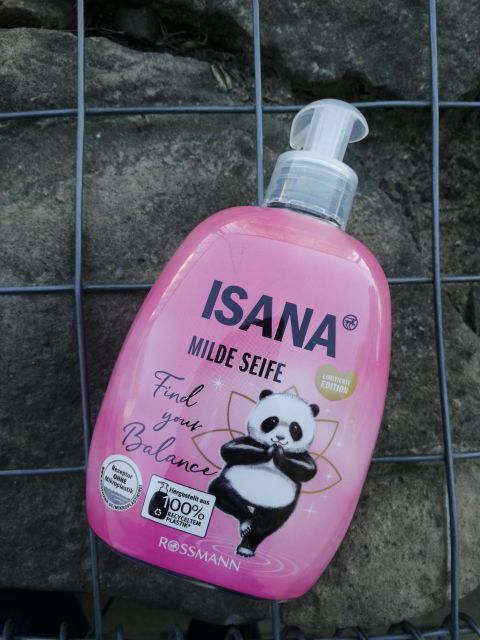 ISANA
MILDE SEIFE
LIMITIERTE
EDITION
Find
your
Balance
Rezeptur
OHNE
Mikroplastik
Hergestellt aus
100%
RECYCELTEM
PLASTIK*
ROSSMANN